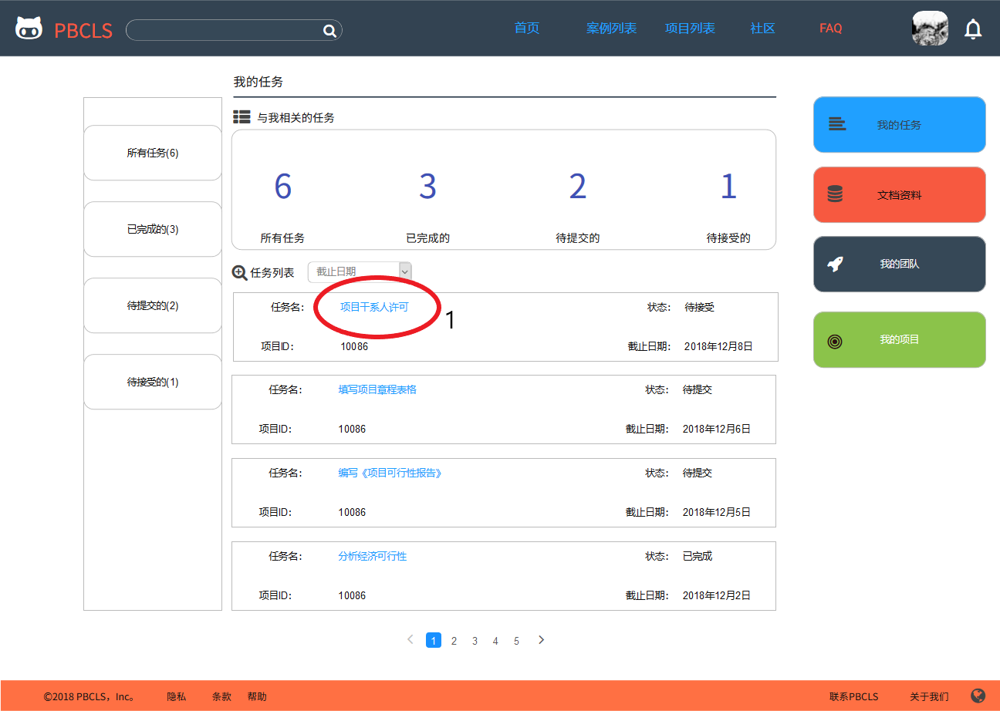 PBCLS 首页 案例列表 项目列表 社区 FAQ
我的任务
与我相关的任务
所有任务(6)
已完成的(3)
待提交的(2)
待接受的(1)
6 3 2 1
所有任务 已完成的 待提交的 待接受的
任务列表 截止日期
任务名: 项目干系人许可 状态: 待接受
1
项目ID: 10086 截止日期: 2018年12月8日
任务名: 填写项目章程表格 状态: 待提交
项目ID: 10086 截止日期: 2018年12月6日
任务名: 编写《项目可行性报告》 状态: 待提交
项目ID: 10086 截止日期: 2018年12月5日
任务名: 分析经济可行性 状态: 已完成
项目ID: 10086 截止日期: 2018年12月2日
1 2 3 4 5
我的任务
文档资料
我的团队
我的项目
©2018 PBCLS，Inc。 隐私 条款 帮助 联系PBCLS 关于我们